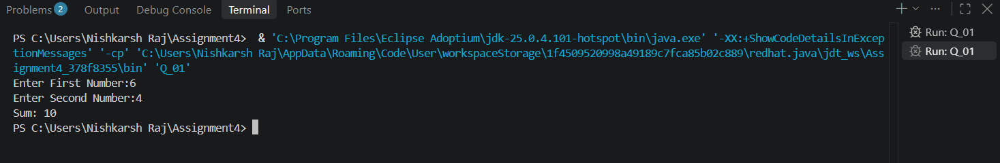 Problems 2 Output Debug Console Terminal Ports
PS C:\Users\Nishkarsh Raj\Assignment4>  & 'C:\Program Files\Eclipse Adoptium\jdk-25.0.4.101-hotspot\bin\java.exe' '-XX:+ShowCodeDetailsInExcep
tionMessages' '-cp' 'C:\Users\Nishkarsh Raj\AppData\Roaming\Code\User\workspaceStorage\1f4509520998a49189c7fca85b02c889\redhat.java\jdt_ws\Ass
ignment4_378f8355\bin' 'Q_01'
Enter First Number:6
Enter Second Number:4
Sum: 10
PS C:\Users\Nishkarsh Raj\Assignment4>
Run: Q_01
Run: Q_01